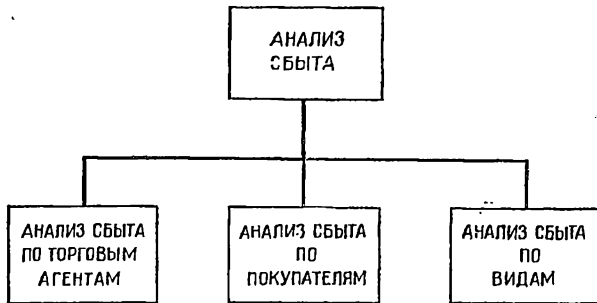 АНАЛИЗ
СБЫТА
АНАЛИЗ СБЫТА
ПО ТОРГОВЫМ
АГЕНТАМ
АНАЛИЗ СБЫТА
ПО
ПОКУПАТЕЛЯМ
АНАЛИЗ СБЫТА
ПО
ВИДАМ